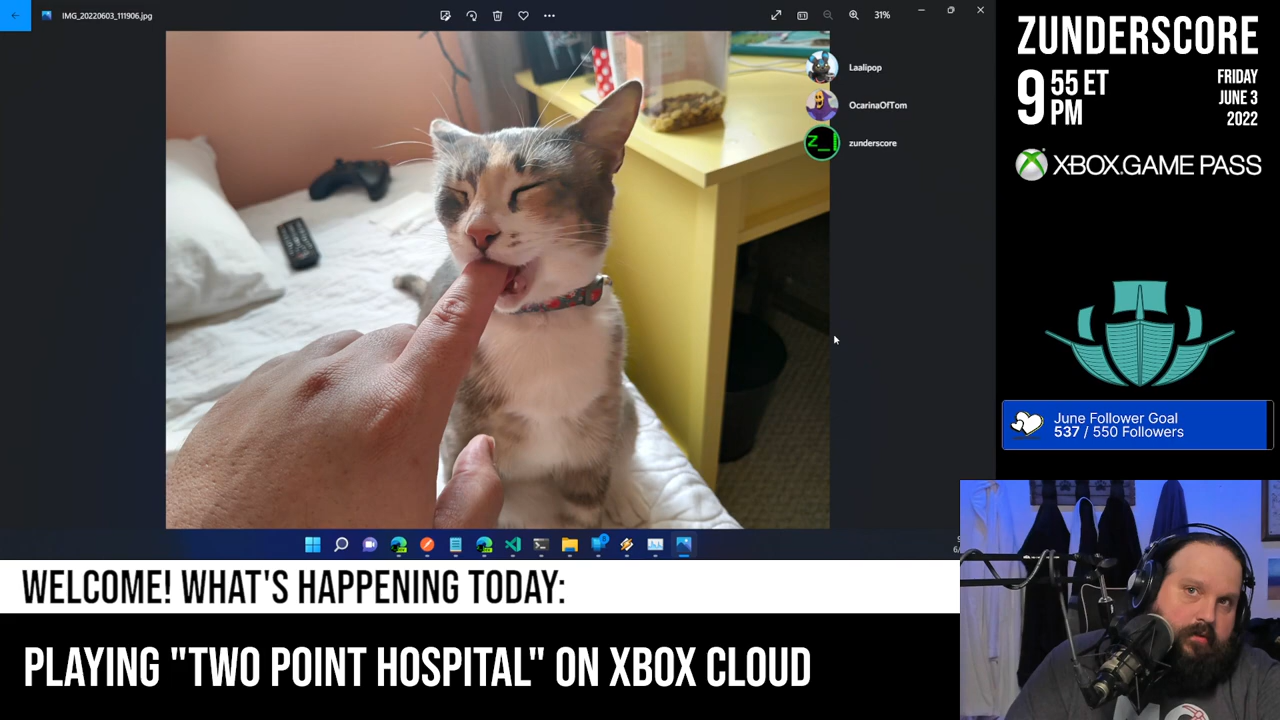 IMG_20220603_111906.jpg
31%
Laalipop
OcarinaOfTom
zunderscore
ZUNDERSCORE
9 55 ET
PM
FRIDAY
JUNE 3
2022
XBOX GAME PASS
June Follower Goal
537 / 550 Followers
WELCOME! WHAT'S HAPPENING TODAY:
PLAYING "TWO POINT HOSPITAL" ON XBOX CLOUD